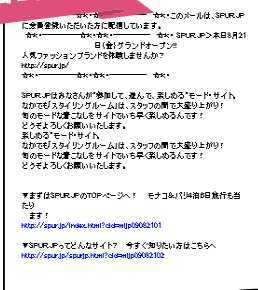 ☆*:・☆*:・☆*: このメールは、SPUR.JP
に会員登録いただいた方に配信しています。
☆*:・☆*:・☆*: SPUR.JP＞本日8月21
日（金）グランドオープン!!
人気ファッションブランドを体験しませんか？
http://spur.jp/
☆*:・☆*:・☆*:・
SPUR.JPはみなさんが"参加して、遊んで、楽しめる"モード・サイト。
なかでも「スタイリングルーム」は、スタッフの間で大盛り上がり！
旬のモードな着こなしをサイトでいち早く楽しめるんです！
どうぞよろしくお願いいたします。
楽しめる"モード・サイト。
なかでも「スタイリングルーム」は、スタッフの間で大盛り上がり！
旬のモードな着こなしをサイトでいち早く楽しめるんです！
どうぞよろしくお願いいたします。
▼まずはSPUR.JPのTOPページへ！　モナコ&パリ4泊6日旅行も当
たり
ます！
http://spur.jp/index.html?cid=mljp09082101
▼SPUR.JPってどんなサイト？　今すぐ知りたい方はこちらへ
http://spur.jp/spurjp.html?cid=mljp09082102